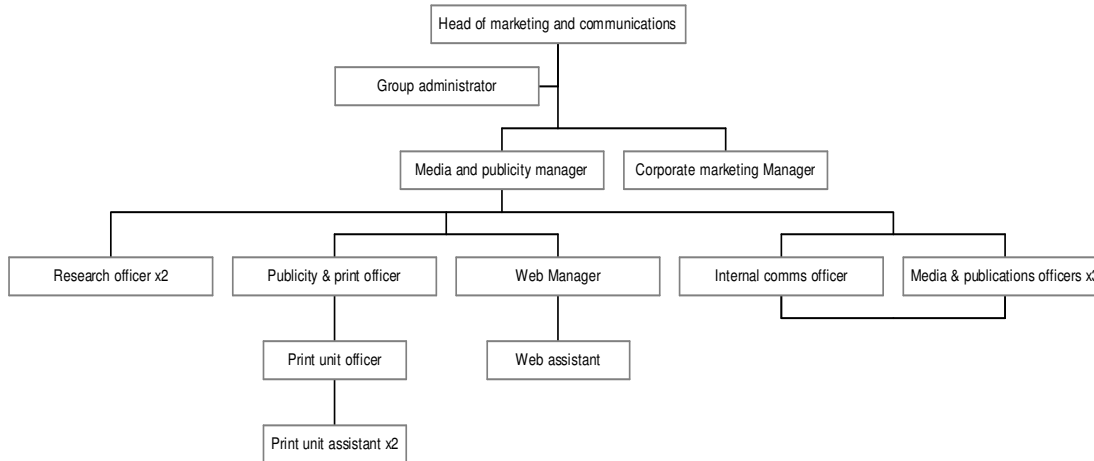 Head of marketing and communications
Group administrator
Media and publicity manager
Corporate marketing Manager
Research officer x2
Publicity & print officer
Web Manager
Internal comms officer
Media & publications officers x3
Print unit officer
Web assistant
Print unit assistant x2